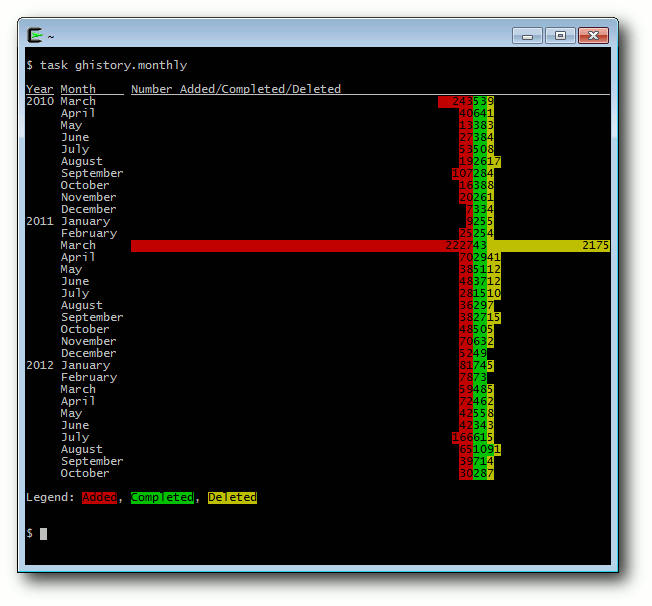 ~
$ task ghistory.monthly
Year Month Number Added/Completed/Deleted
2010 March 243539
April 40641
May 13383
June 27384
July 53508
August 192617
September 107284
October 16388
November 20261
December 7334
2011 January 9255
February 25254
March 222743 2175
April 702941
May 385112
June 483712
July 281510
August 36297
September 382715
October 48505
November 70632
December 5249
2012 January 81745
February 7873
March 59485
April 72462
May 42558
June 42343
July 166615
August 651091
September 39714
October 30287
Legend: Added, Completed, Deleted
$